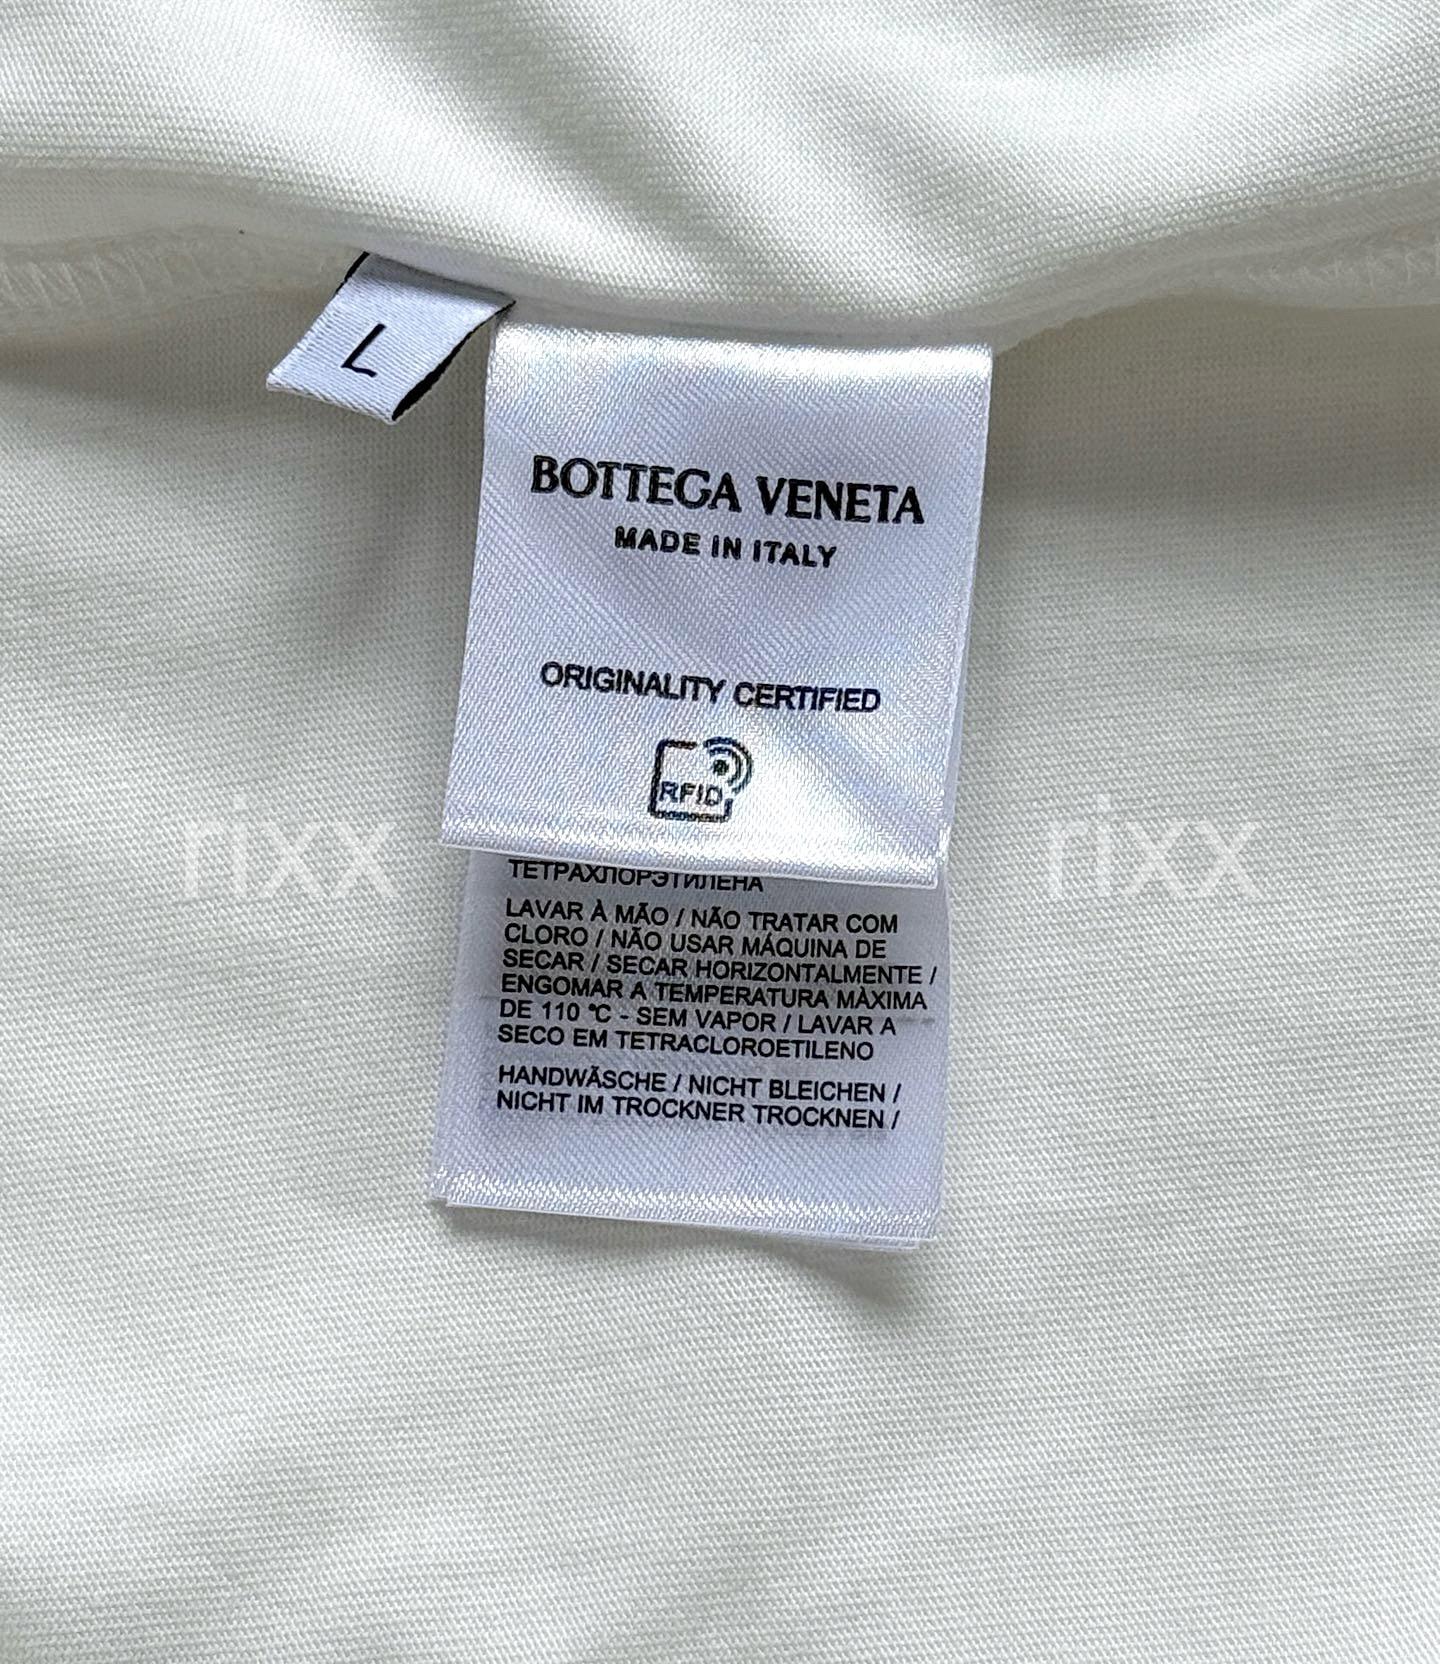 L
BOTTEGA VENETA
MADE IN ITALY
ORIGINALITY CERTIFIED
RFID
rixx rixx
ТЕТРАХЛОРЭТИЛЕНА
LAVAR À MÃO / NÃO TRATAR COM
CLORO / NÃO USAR MÁQUINA DE
SECAR / SECAR HORIZONTALMENTE /
ENGOMAR A TEMPERATURA MÀXIMA
DE 110 °C - SEM VAPOR / LAVAR A
SECO EM TETRACLOROETILENO
HANDWÄSCHE / NICHT BLEICHEN /
NICHT IM TROCKNER TROCKNEN /